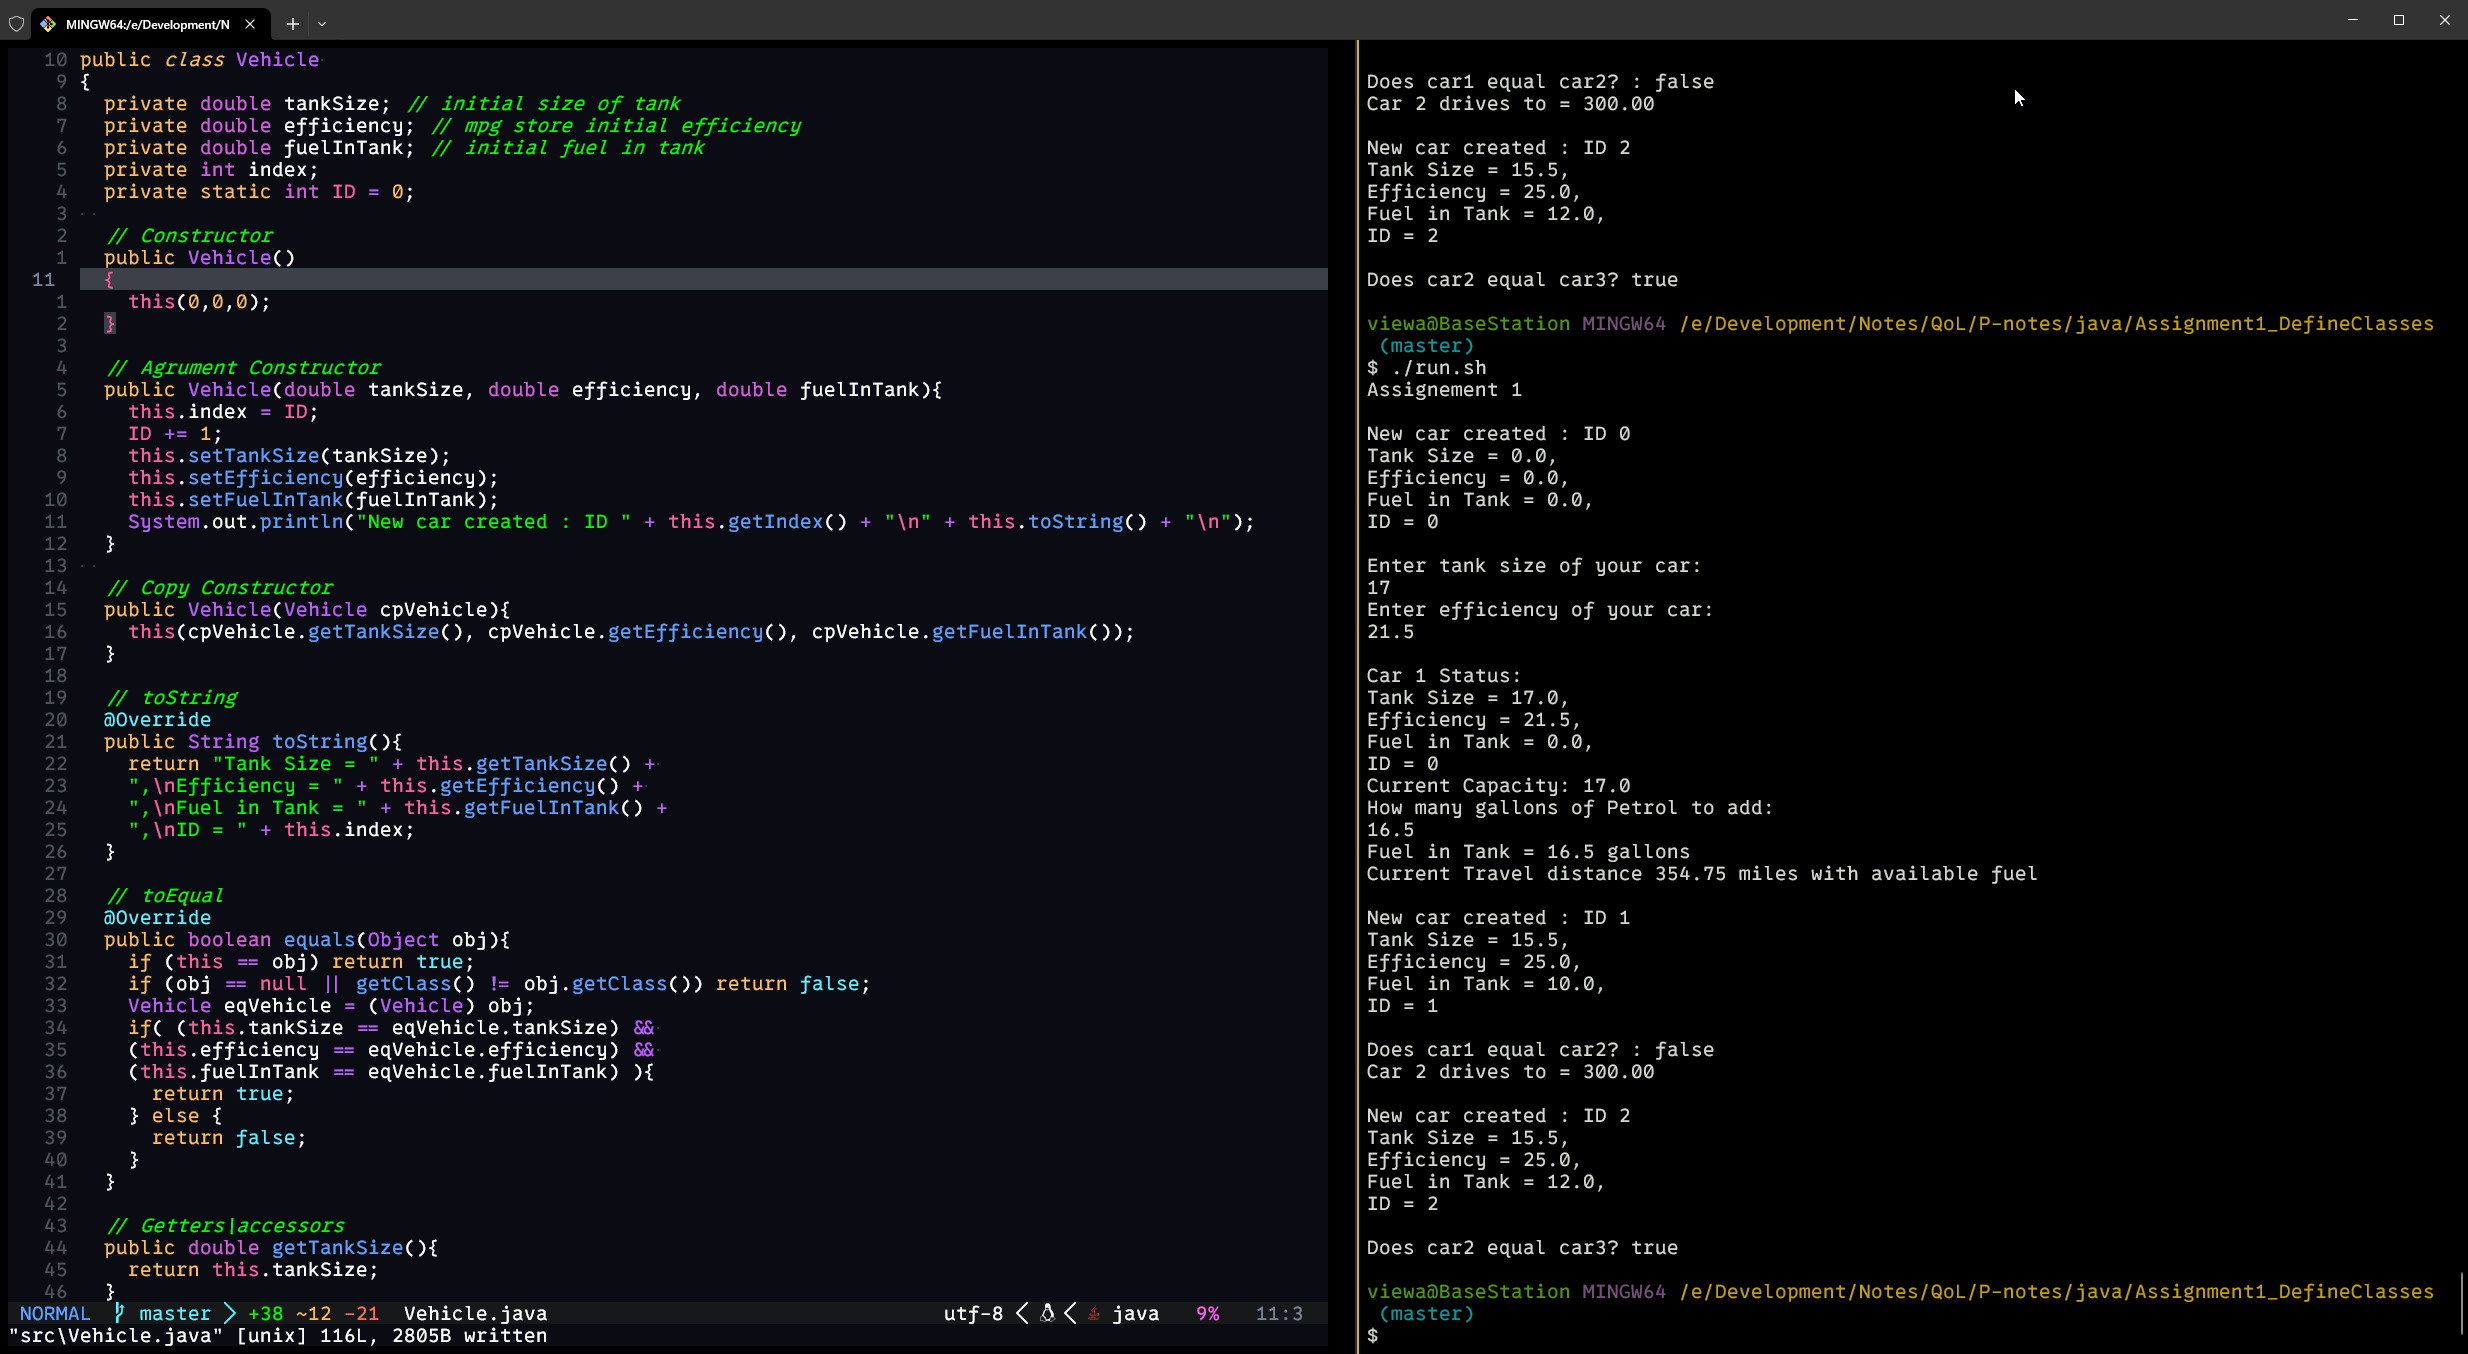 MINGW64:/e/Development/N
10 public class Vehicle
9 {
8 private double tankSize; // initial size of tank
7 private double efficiency; // mpg store initial efficiency
6 private double fuelInTank; // initial fuel in tank
5 private int index;
4 private static int ID = 0;
3
2 // Constructor
1 public Vehicle()
11 {
1 this(0,0,0);
2 }
3
4 // Agrument Constructor
5 public Vehicle(double tankSize, double efficiency, double fuelInTank){
6 this.index = ID;
7 ID += 1;
8 this.setTankSize(tankSize);
9 this.setEfficiency(efficiency);
10 this.setFuelInTank(fuelInTank);
11 System.out.println("New car created : ID " + this.getIndex() + "\n" + this.toString() + "\n");
12 }
13
14 // Copy Constructor
15 public Vehicle(Vehicle cpVehicle){
16 this(cpVehicle.getTankSize(), cpVehicle.getEfficiency(), cpVehicle.getFuelInTank());
17 }
18
19 // toString
20 @Override
21 public String toString(){
22 return "Tank Size = " + this.getTankSize() +
23 ",\nEfficiency = " + this.getEfficiency() +
24 ",\nFuel in Tank = " + this.getFuelInTank() +
25 ",\nID = " + this.index;
26 }
27
28 // toEqual
29 @Override
30 public boolean equals(Object obj){
31 if (this == obj) return true;
32 if (obj == null || getClass() != obj.getClass()) return false;
33 Vehicle eqVehicle = (Vehicle) obj;
34 if( (this.tankSize == eqVehicle.tankSize) &&
35 (this.efficiency == eqVehicle.efficiency) &&
36 (this.fuelInTank == eqVehicle.fuelInTank) ){
37 return true;
38 } else {
39 return false;
40 }
41 }
42
43 // Getters|accessors
44 public double getTankSize(){
45 return this.tankSize;
46 }
NORMAL master +38 ~12 -21 Vehicle.java utf-8 java 9% 11:3
"src\Vehicle.java" [unix] 116L, 2805B written
Does car1 equal car2? : false
Car 2 drives to = 300.00
New car created : ID 2
Tank Size = 15.5,
Efficiency = 25.0,
Fuel in Tank = 12.0,
ID = 2
Does car2 equal car3? true
viewa@BaseStation MINGW64 /e/Development/Notes/QoL/P-notes/java/Assignment1_DefineClasses
(master)
$ ./run.sh
Assignement 1
New car created : ID 0
Tank Size = 0.0,
Efficiency = 0.0,
Fuel in Tank = 0.0,
ID = 0
Enter tank size of your car:
17
Enter efficiency of your car:
21.5
Car 1 Status:
Tank Size = 17.0,
Efficiency = 21.5,
Fuel in Tank = 0.0,
ID = 0
Current Capacity: 17.0
How many gallons of Petrol to add:
16.5
Fuel in Tank = 16.5 gallons
Current Travel distance 354.75 miles with available fuel
New car created : ID 1
Tank Size = 15.5,
Efficiency = 25.0,
Fuel in Tank = 10.0,
ID = 1
Does car1 equal car2? : false
Car 2 drives to = 300.00
New car created : ID 2
Tank Size = 15.5,
Efficiency = 25.0,
Fuel in Tank = 12.0,
ID = 2
Does car2 equal car3? true
viewa@BaseStation MINGW64 /e/Development/Notes/QoL/P-notes/java/Assignment1_DefineClasses
(master)
$